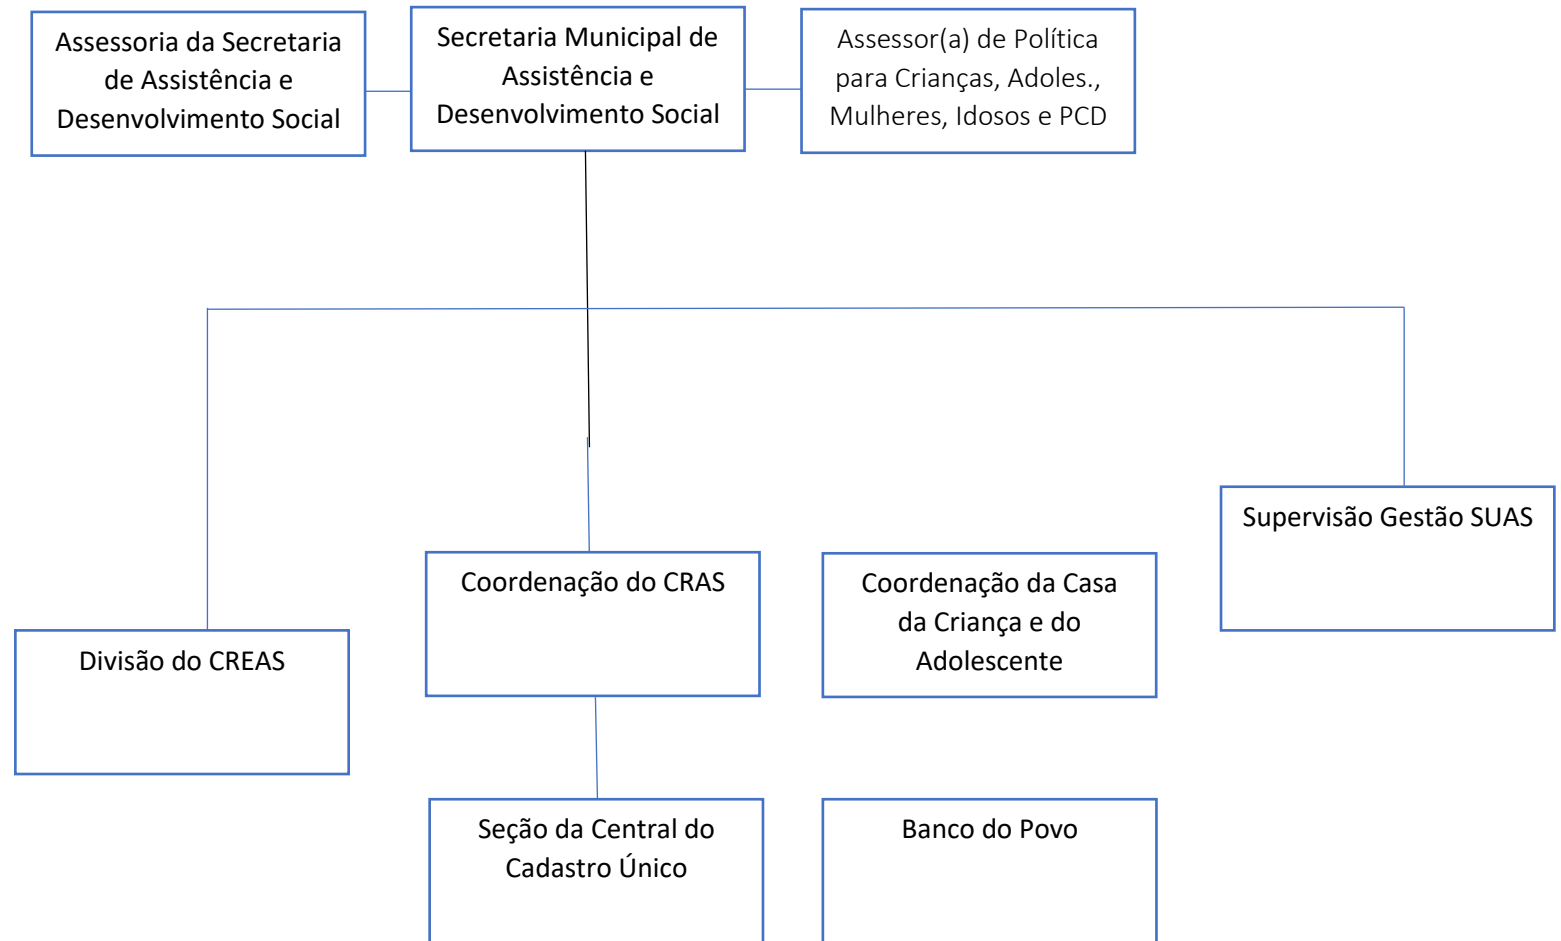 Assessoria da Secretaria
de Assistência e
Desenvolvimento Social
Secretaria Municipal de
Assistência e
Desenvolvimento Social
Assessor(a) de Política
para Crianças, Adoles.,
Mulheres, Idosos e PCD
Supervisão Gestão SUAS
Coordenação do CRAS
Coordenação da Casa
da Criança e do
Adolescente
Divisão do CREAS
Seção da Central do
Cadastro Único
Banco do Povo